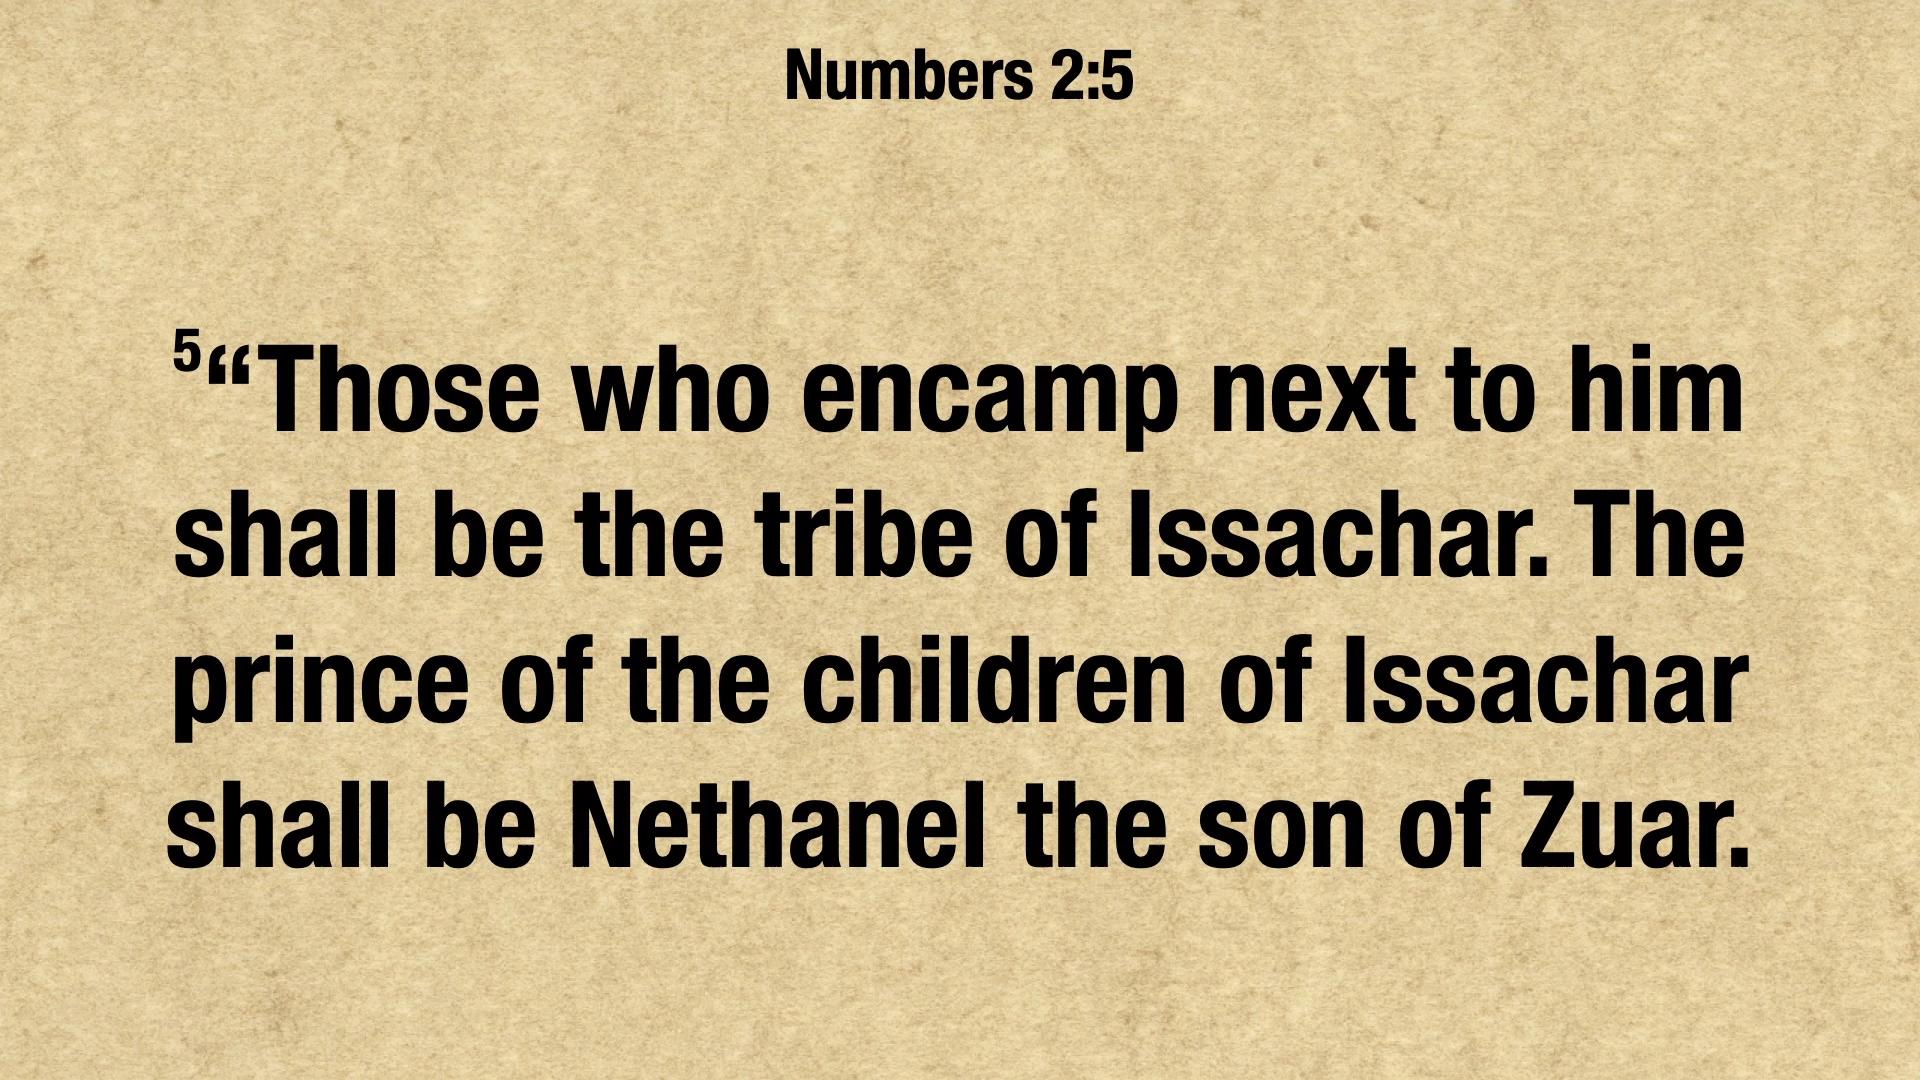 Numbers 2:5
⁵“Those who encamp next to him
shall be the tribe of Issachar. The
prince of the children of Issachar
shall be Nethanel the son of Zuar.